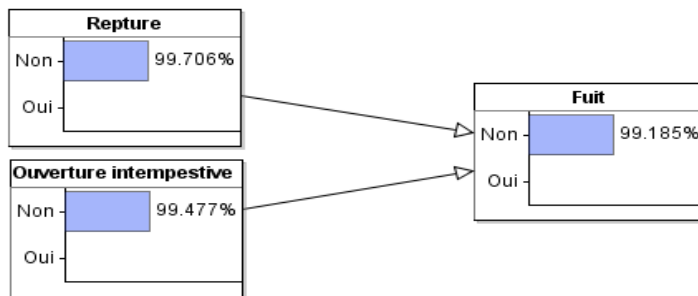 Repture
Non
99.706%
Oui
Ouverture intempestive
Non
99.477%
Oui
Fuit
Non
99.185%
Oui